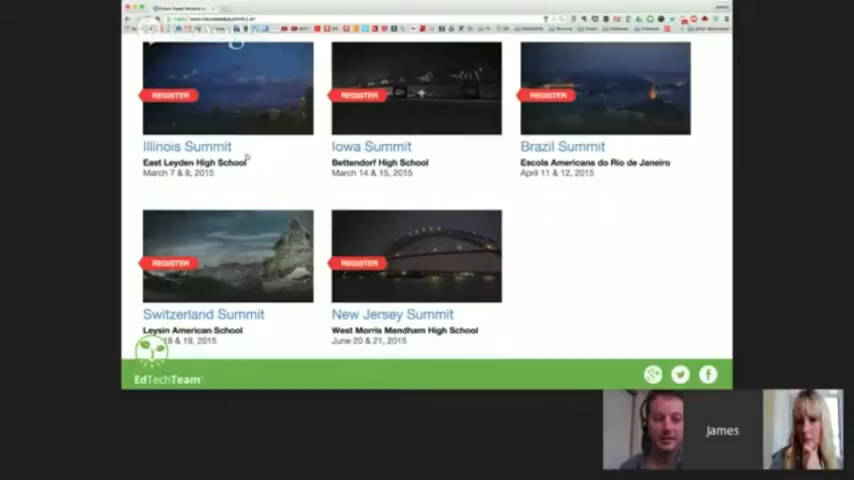 REGISTER
REGISTER
REGISTER
Illinois Summit
Iowa Summit
Brazil Summit
East Leyden High School
Bettendorf High School
Escola Americana do Rio de Janeiro
March 7 & 8, 2015
March 14 & 15, 2015
April 11 & 12, 2015
REGISTER
REGISTER
Switzerland Summit
New Jersey Summit
Leysin American School
West Morris Mendham High School
8 & 19, 2015
June 20 & 21, 2015
EdTechTeam
James